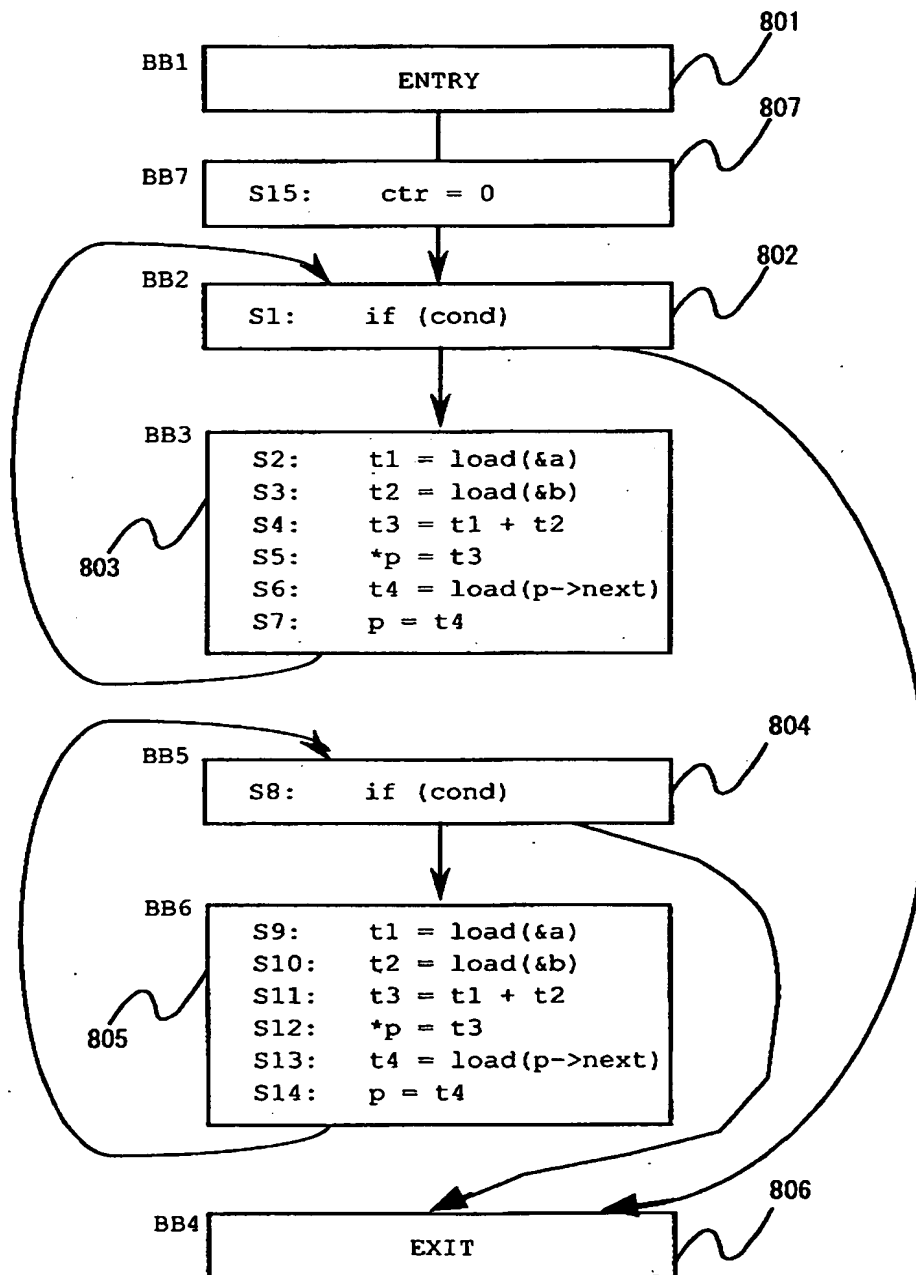 801
BB1
ENTRY
807
BB7
S15: ctr = 0
802
BB2
S1: if (cond)
BB3
S2: t1 = load(&a)
S3: t2 = load(&b)
S4: t3 = t1 + t2
S5: *p = t3
S6: t4 = load(p->next)
S7: p = t4
803
804
BB5
S8: if (cond)
BB6
S9: t1 = load(&a)
S10: t2 = load(&b)
S11: t3 = t1 + t2
S12: *p = t3
S13: t4 = load(p->next)
S14: p = t4
805
806
BB4
EXIT